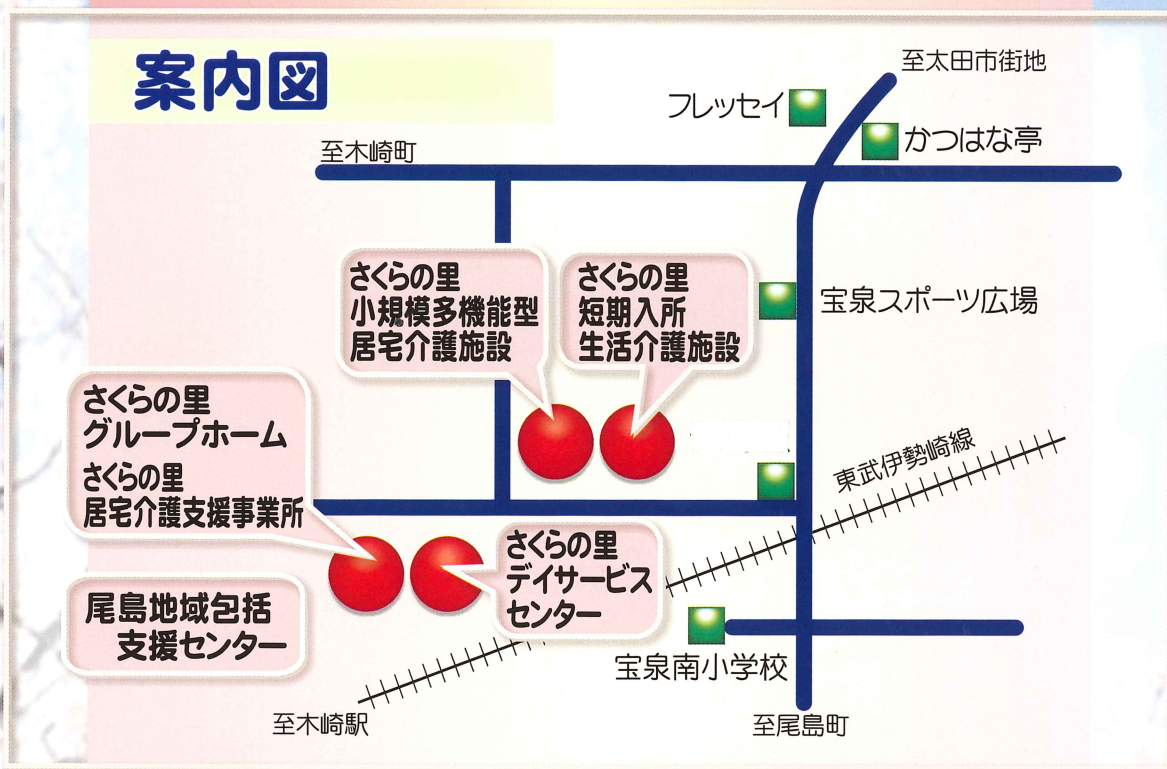 案内図
至太田市街地
フレッセイ
かつはな亭
至木崎町
さくらの里
小規模多機能型
居宅介護施設
さくらの里
短期入所
生活介護施設
宝泉スポーツ広場
さくらの里
グループホーム
さくらの里
居宅介護支援事業所
東武伊勢崎線
さくらの里
デイサービス
センター
尾島地域包括
支援センター
宝泉南小学校
至木崎駅
至尾島町